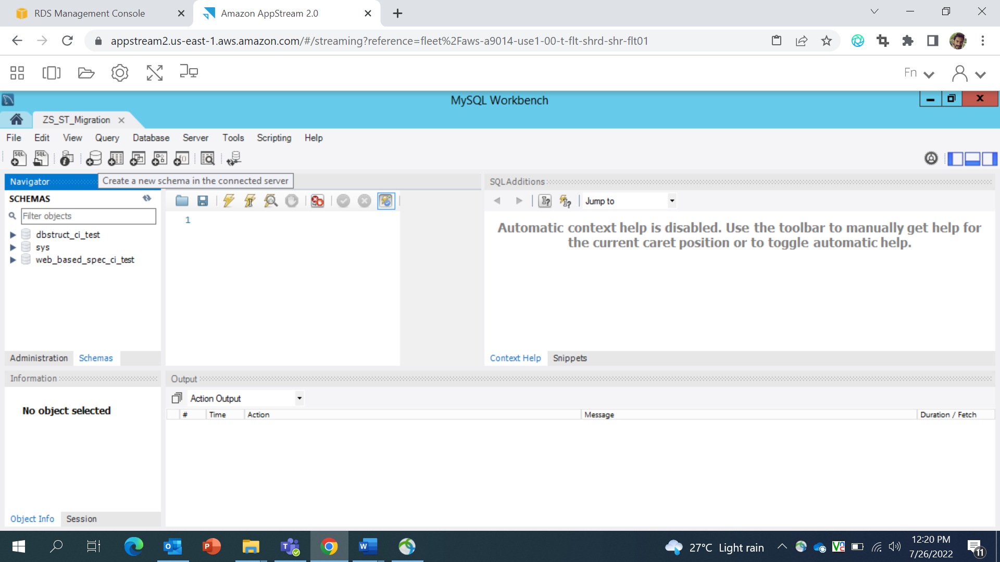 RDS Management Console
Amazon AppStream 2.0
appstream2.us-east-1.aws.amazon.com/#/streaming?reference=fleet%2Faws-a9014-use1-00-t-flt-shrd-shr-flt01
Fn
MySQL Workbench
ZS_ST_Migration
File Edit View Query Database Server Tools Scripting Help
Navigator
Create a new schema in the connected server
SQLAdditions
SCHEMAS
Filter objects
dbstruct_ci_test
sys
web_based_spec_ci_test
1
Jump to
Automatic context help is disabled. Use the toolbar to manually get help for
the current caret position or to toggle automatic help.
Administration Schemas
Context Help Snippets
Information
No object selected
Output
Action Output
# Time Action Message Duration / Fetch
Object Info Session
27°C Light rain
12:20 PM
7/26/2022
11